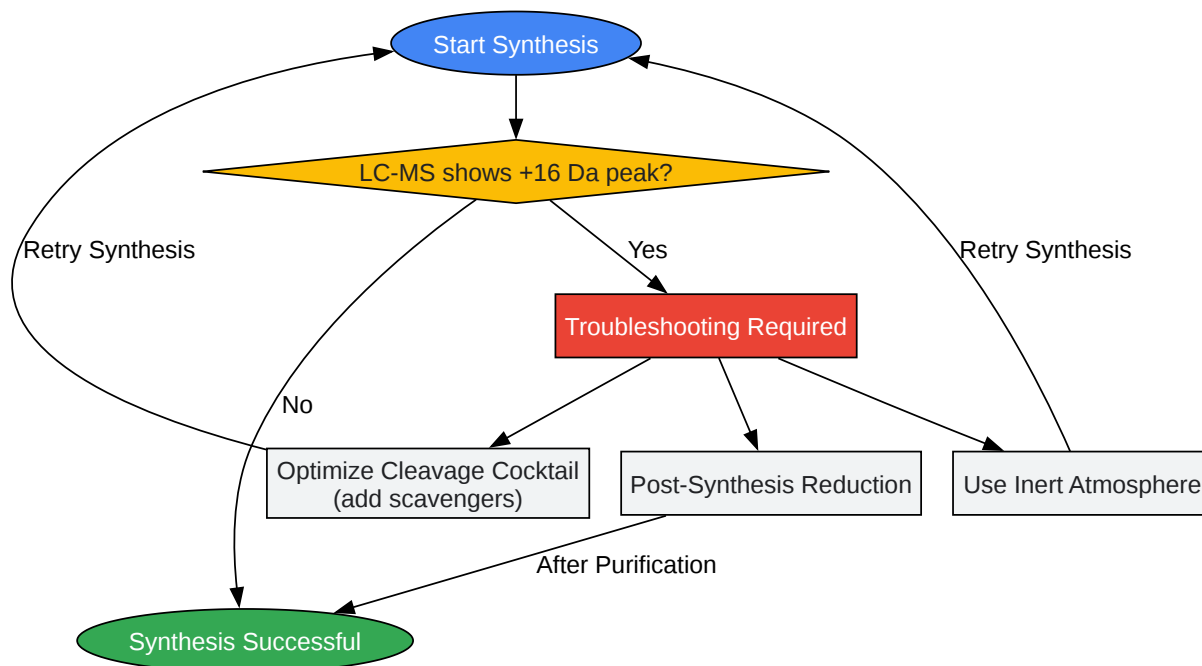 Start Synthesis
LC-MS shows +16 Da peak?
Retry Synthesis
Yes
Retry Synthesis
Troubleshooting Required
No
Optimize Cleavage Cocktail
(add scavengers)
Post-Synthesis Reduction
Use Inert Atmosphere
After Purification
Synthesis Successful